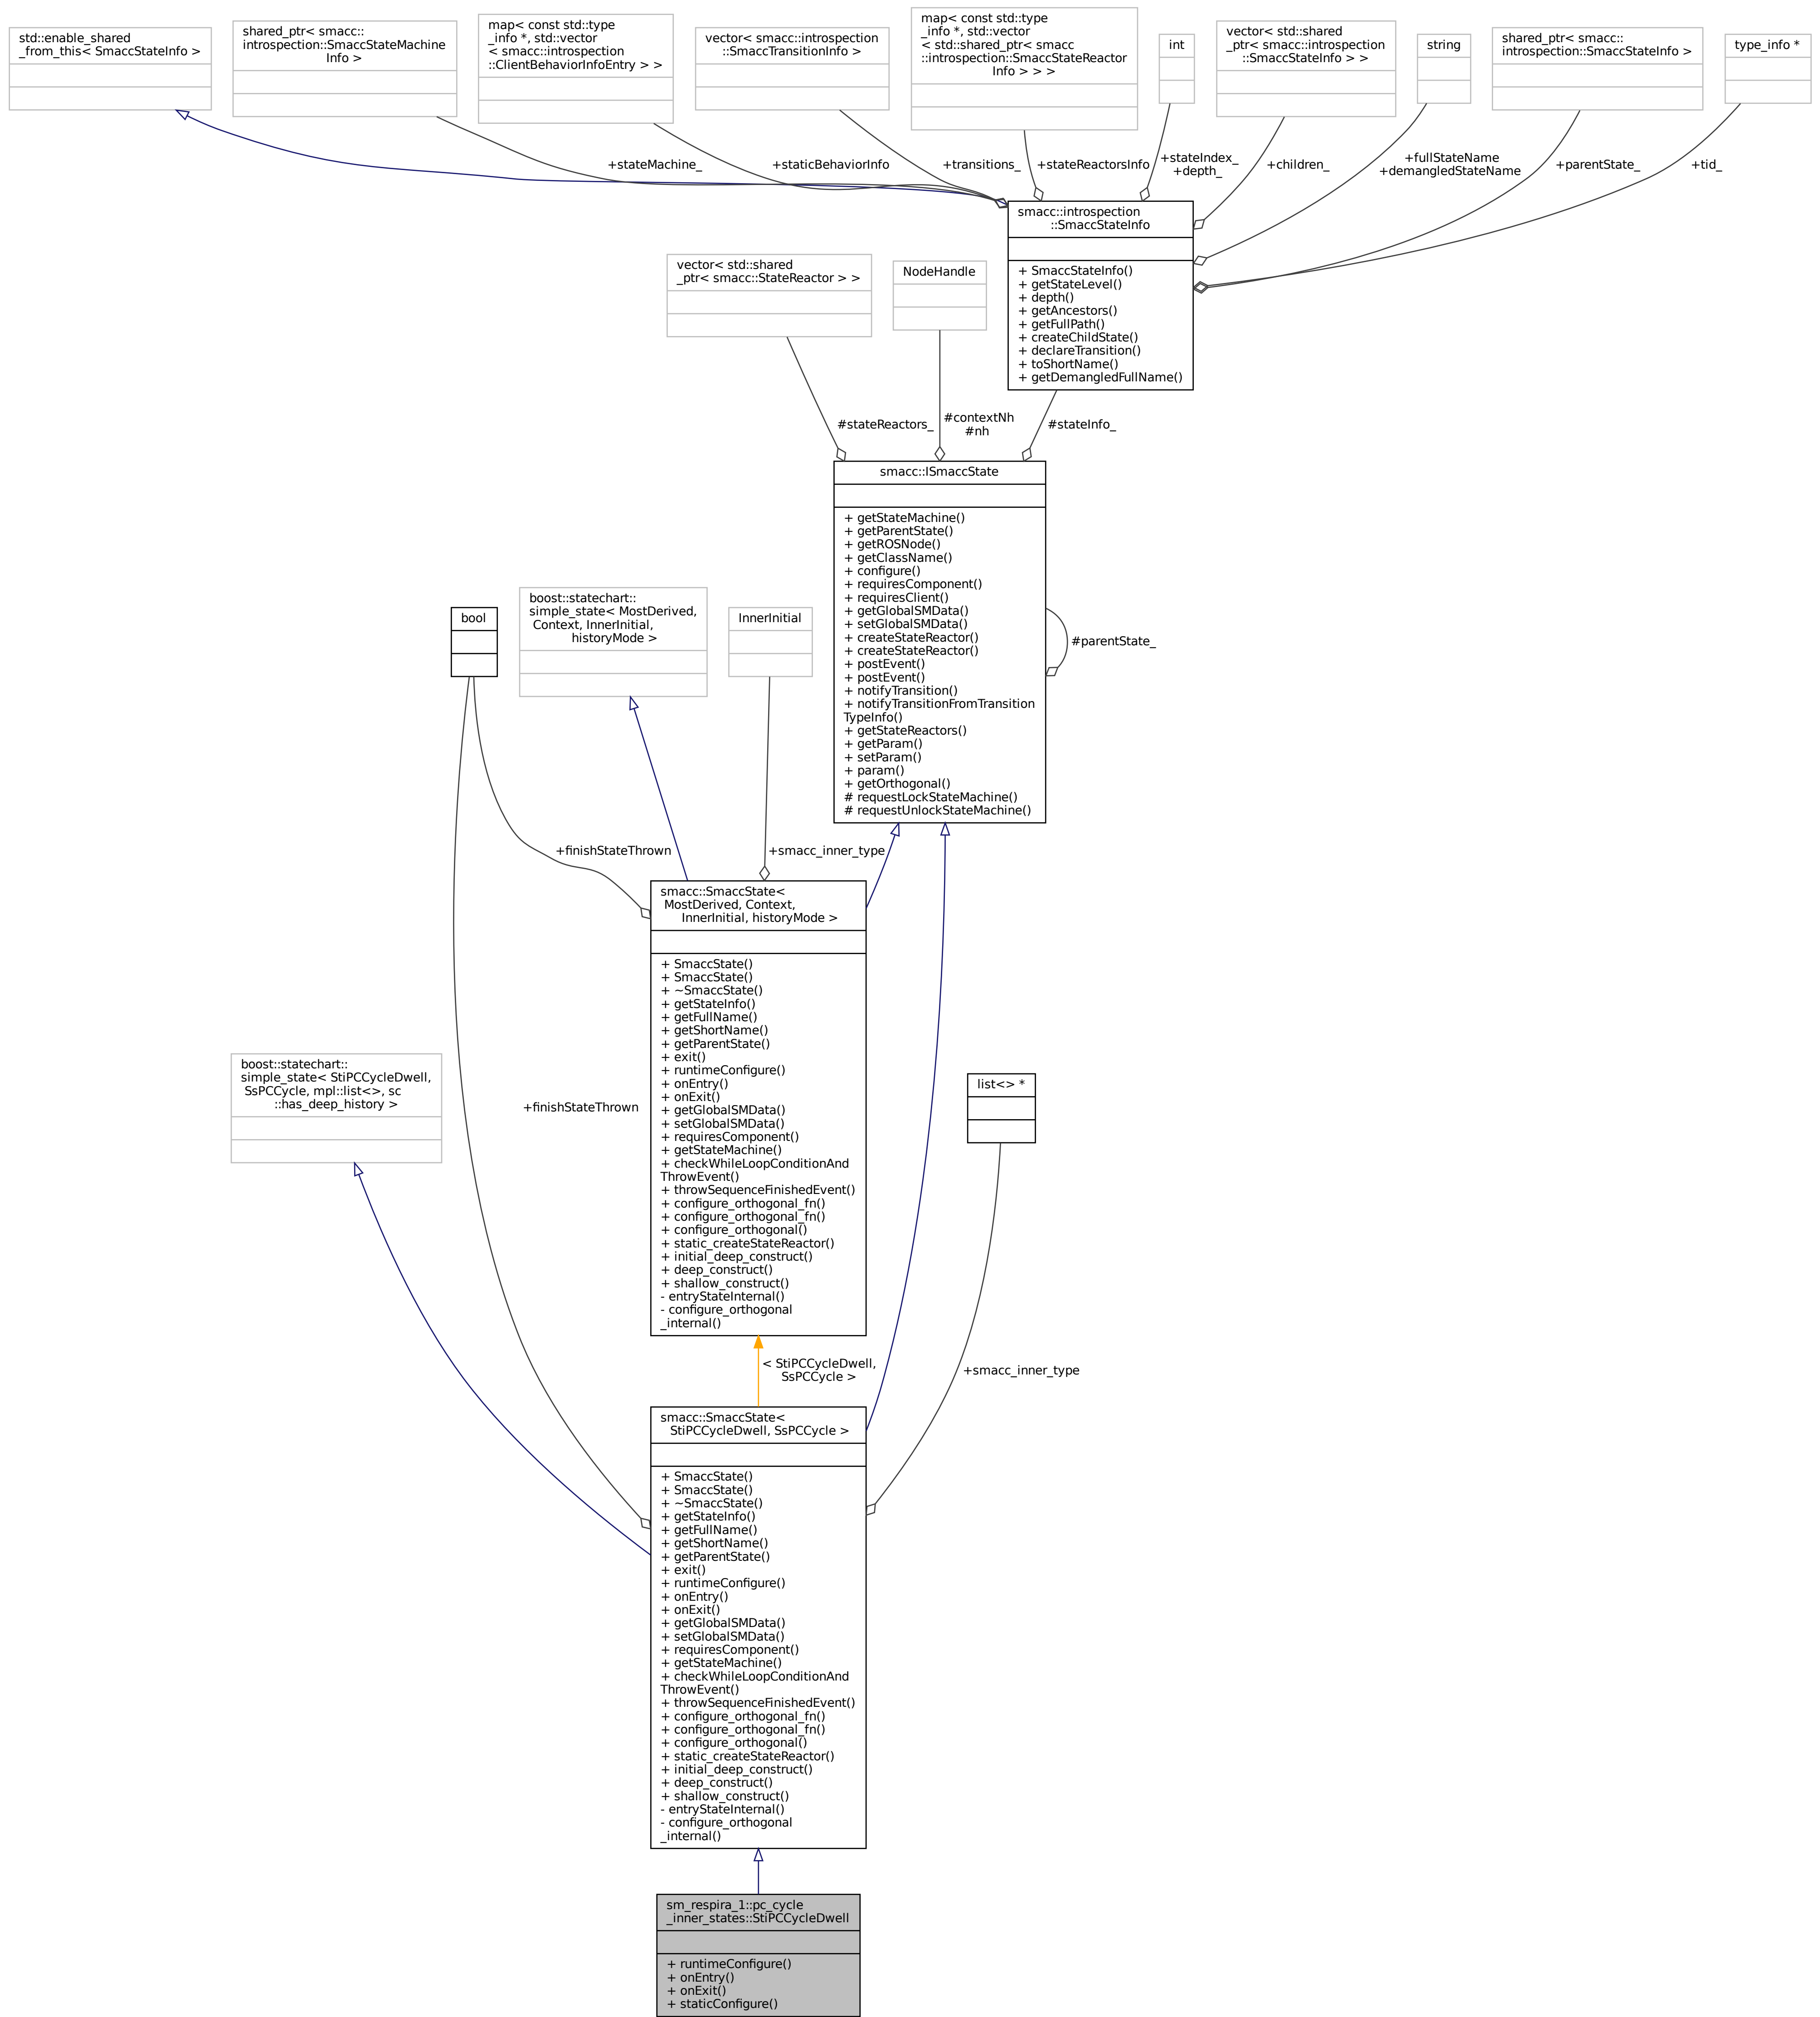 std::enable_shared
_from_this< SmaccStateInfo >
shared_ptr< smacc::
introspection::SmaccStateMachine
Info >
map< const std::type
_info *, std::vector
< smacc::introspection
::ClientBehaviorInfoEntry > >
vector< smacc::introspection
::SmaccTransitionInfo >
map< const std::type
_info *, std::vector
< std::shared_ptr< smacc
::introspection::SmaccStateReactor
Info > > >
int
vector< std::shared
_ptr< smacc::introspection
::SmaccStateInfo > >
string
shared_ptr< smacc::
introspection::SmaccStateInfo >
type_info *
+stateMachine_
+staticBehaviorInfo
+transitions_
+stateReactorsInfo
+stateIndex_
+depth_
+children_
+fullStateName
+demangledStateName
+parentState_
+tid_
smacc::introspection
::SmaccStateInfo
+ SmaccStateInfo()
+ getStateLevel()
+ depth()
+ getAncestors()
+ getFullPath()
+ createChildState()
+ declareTransition()
+ toShortName()
+ getDemangledFullName()
vector< std::shared
_ptr< smacc::StateReactor > >
NodeHandle
#stateReactors_
#contextNh
#nh
#stateInfo_
smacc::ISmaccState
+ getStateMachine()
+ getParentState()
+ getROSNode()
+ getClassName()
+ configure()
+ requiresComponent()
+ requiresClient()
+ getGlobalSMData()
+ setGlobalSMData()
+ createStateReactor()
+ createStateReactor()
+ postEvent()
+ postEvent()
+ notifyTransition()
+ notifyTransitionFromTransition
TypeInfo()
+ getStateReactors()
+ getParam()
+ setParam()
+ param()
+ getOrthogonal()
# requestLockStateMachine()
# requestUnlockStateMachine()
#parentState_
bool
boost::statechart::
simple_state< MostDerived,
Context, InnerInitial,
historyMode >
InnerInitial
+finishStateThrown
+smacc_inner_type
smacc::SmaccState<
MostDerived, Context,
InnerInitial, historyMode >
+ SmaccState()
+ SmaccState()
+ ~SmaccState()
+ getStateInfo()
+ getFullName()
+ getShortName()
+ getParentState()
+ exit()
+ runtimeConfigure()
+ onEntry()
+ onExit()
+ getGlobalSMData()
+ setGlobalSMData()
+ requiresComponent()
+ getStateMachine()
+ checkWhileLoopConditionAnd
ThrowEvent()
+ throwSequenceFinishedEvent()
+ configure_orthogonal_fn()
+ configure_orthogonal_fn()
+ configure_orthogonal()
+ static_createStateReactor()
+ initial_deep_construct()
+ deep_construct()
+ shallow_construct()
- entryStateInternal()
- configure_orthogonal
_internal()
boost::statechart::
simple_state< StiPCCycleDwell,
SsPCCycle, mpl::list<>, sc
::has_deep_history >
+finishStateThrown
list<> *
< StiPCCycleDwell,
SsPCCycle >
+smacc_inner_type
smacc::SmaccState<
StiPCCycleDwell, SsPCCycle >
+ SmaccState()
+ SmaccState()
+ ~SmaccState()
+ getStateInfo()
+ getFullName()
+ getShortName()
+ getParentState()
+ exit()
+ runtimeConfigure()
+ onEntry()
+ onExit()
+ getGlobalSMData()
+ setGlobalSMData()
+ requiresComponent()
+ getStateMachine()
+ checkWhileLoopConditionAnd
ThrowEvent()
+ throwSequenceFinishedEvent()
+ configure_orthogonal_fn()
+ configure_orthogonal_fn()
+ configure_orthogonal()
+ static_createStateReactor()
+ initial_deep_construct()
+ deep_construct()
+ shallow_construct()
- entryStateInternal()
- configure_orthogonal
_internal()
sm_respira_1::pc_cycle
_inner_states::StiPCCycleDwell
+ runtimeConfigure()
+ onEntry()
+ onExit()
+ staticConfigure()